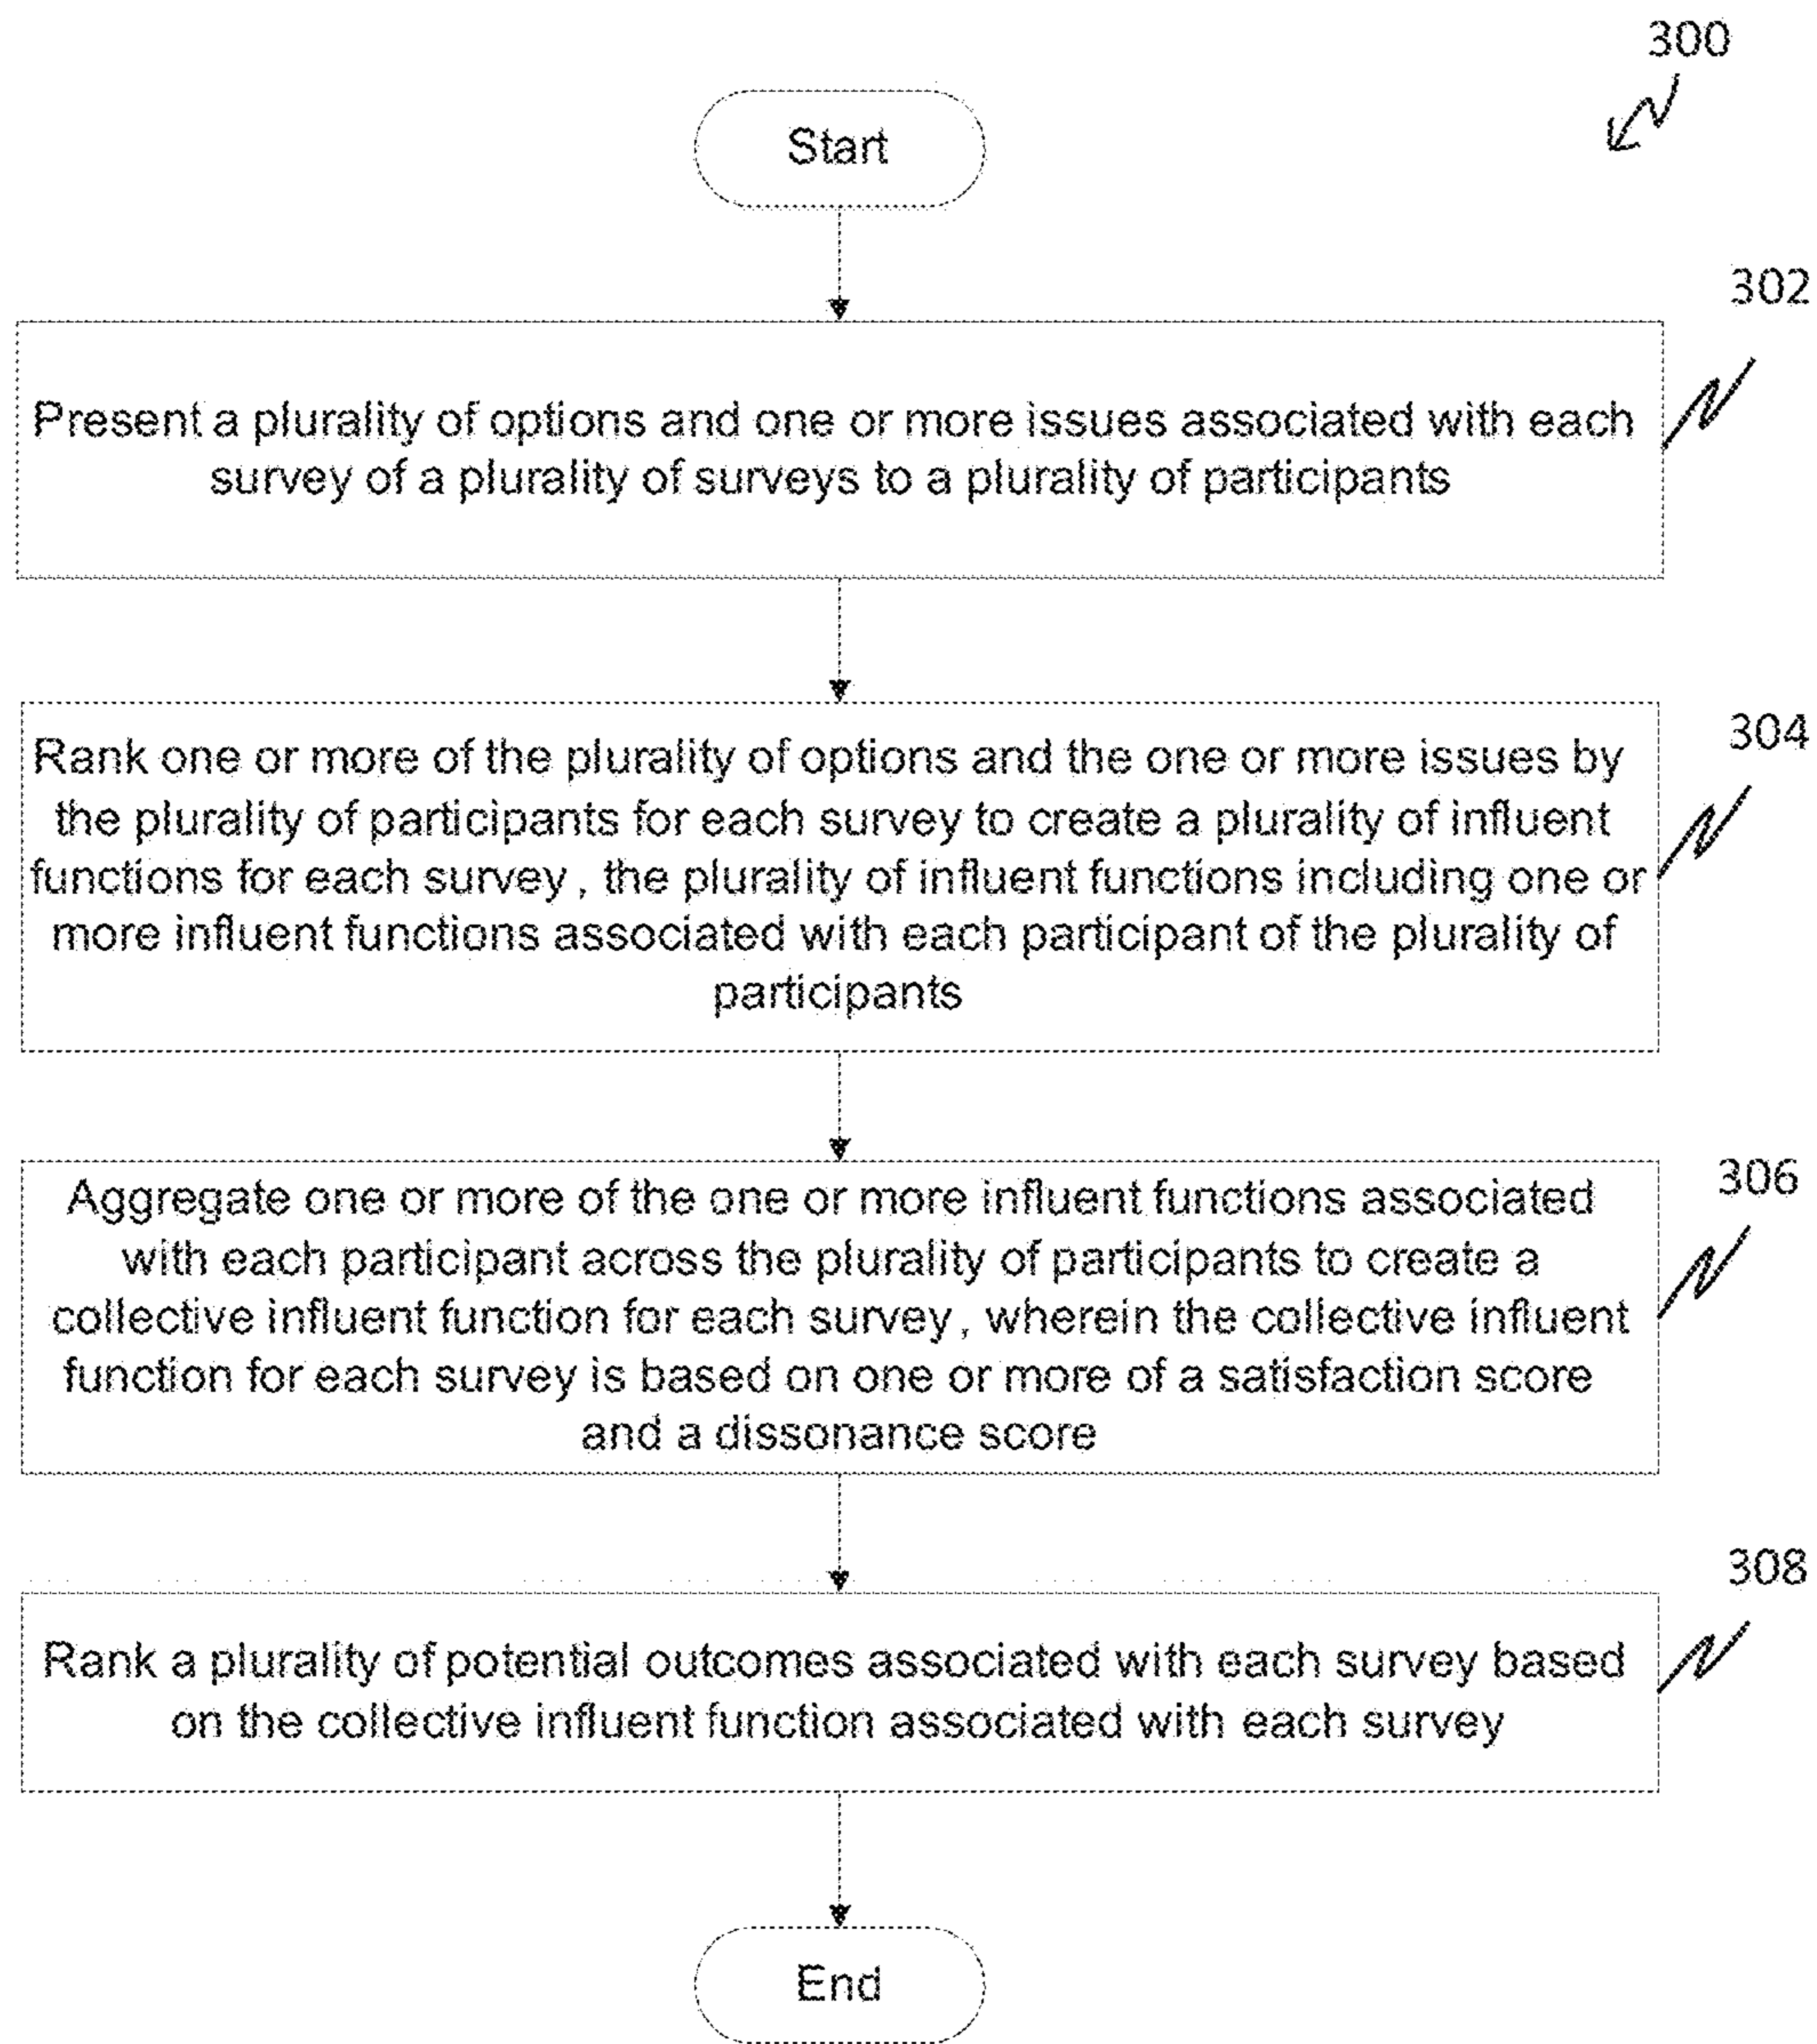 300
Start
302
Present a plurality of options and one or more issues associated with each
survey of a plurality of surveys to a plurality of participants
304
Rank one or more of the plurality of options and the one or more issues by
the plurality of participants for each survey to create a plurality of influent
functions for each survey , the plurality of influent functions including one or
more influent functions associated with each participant of the plurality of
participants
306
Aggregate one or more of the one or more influent functions associated
with each participant across the plurality of participants to create a
collective influent function for each survey , wherein the collective influent
function for each survey is based on one or more of a satisfaction score
and a dissonance score
308
Rank a plurality of potential outcomes associated with each survey based
on the collective influent function associated with each survey
End